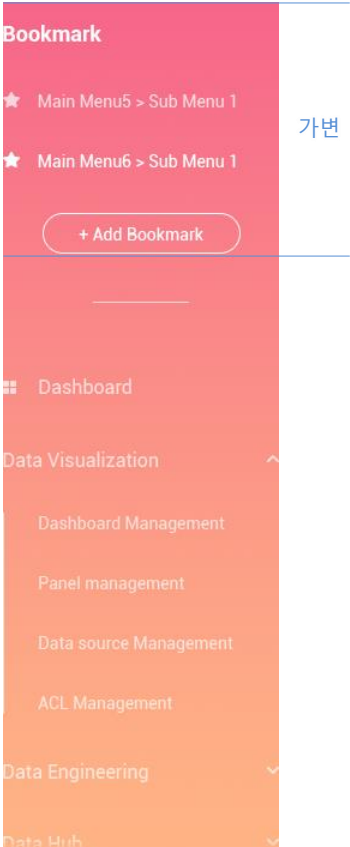 Bookmark
Main Menu5 > Sub Menu 1
가변
Main Menu6 > Sub Menu 1
+ Add Bookmark
Dashboard
Data Visualization
Dashboard Management
Panel management
Data source Management
ACL Management
Data Engineering
Data Hub